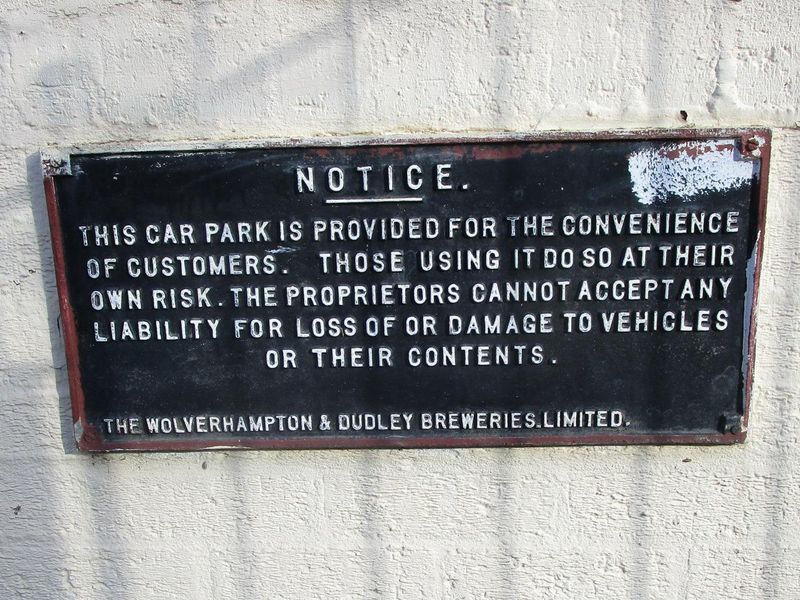 NOTICE.
THIS CAR PARK IS PROVIDED FOR THE CONVENIENCE
OF CUSTOMERS. THOSE USING IT DO SO AT THEIR
OWN RISK. THE PROPRIETORS CANNOT ACCEPT ANY
LIABILITY FOR LOSS OF OR DAMAGE TO VEHICLES
OR THEIR CONTENTS.
THE WOLVERHAMPTON & DUDLEY BREWERIES. LIMITED.